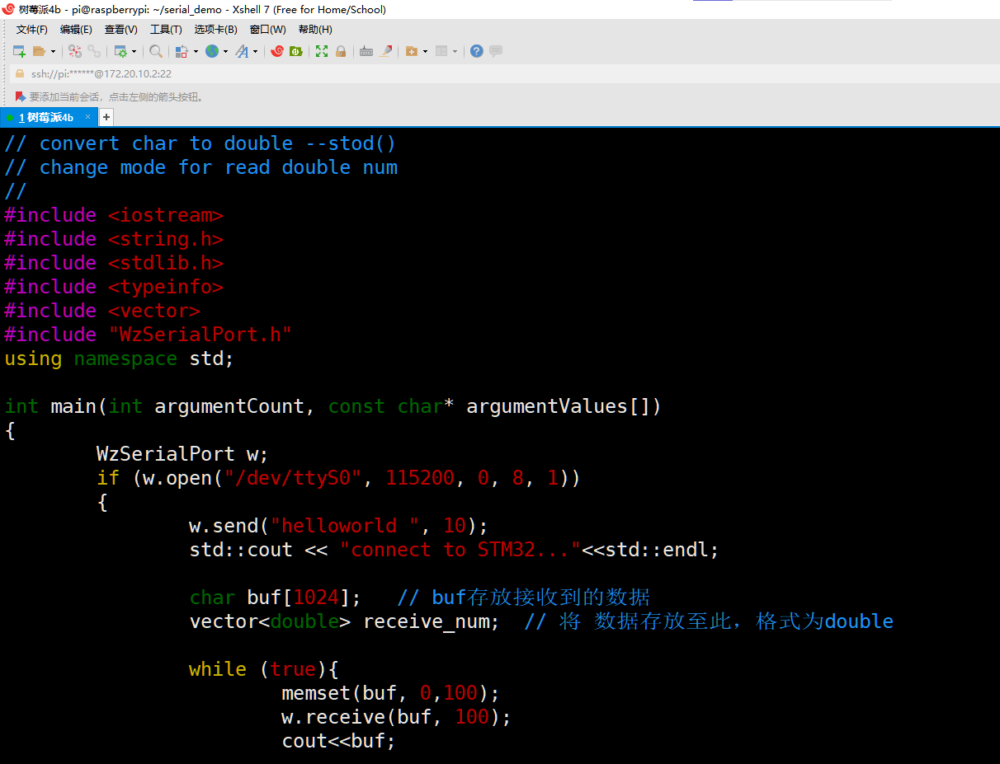 树莓派4b - pi@raspberrypi: ~/serial_demo - Xshell 7 (Free for Home/School)
文件(F) 编辑(E) 查看(V) 工具(T) 选项卡(B) 窗口(W) 帮助(H)
ssh://pi:******@172.20.10.2:22
要添加当前会话，点击左侧的箭头按钮。
1 树莓派4b × +
// convert char to double --stod()
// change mode for read double num
//
#include <iostream>
#include <string.h>
#include <stdlib.h>
#include <typeinfo>
#include <vector>
#include "WzSerialPort.h"
using namespace std;
int main(int argumentCount, const char* argumentValues[])
{
WzSerialPort w;
if (w.open("/dev/ttyS0", 115200, 0, 8, 1))
{
w.send("helloworld ", 10);
std::cout << "connect to STM32..."<<std::endl;
char buf[1024];   // buf存放接收到的数据
vector<double> receive_num;  // 将 数据存放至此，格式为double
while (true){
memset(buf, 0,100);
w.receive(buf, 100);
cout<<buf;